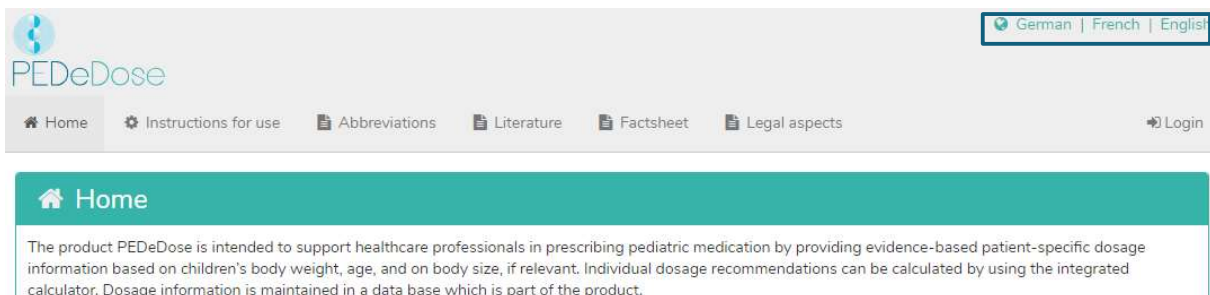 German | French | English
PEDeDose
Home Instructions for use Abbreviations Literature Factsheet Legal aspects Login
Home
The product PEDeDose is intended to support healthcare professionals in prescribing pediatric medication by providing evidence-based patient-specific dosage
information based on children's body weight, age, and on body size, if relevant. Individual dosage recommendations can be calculated by using the integrated
calculator. Dosage information is maintained in a data base which is part of the product.